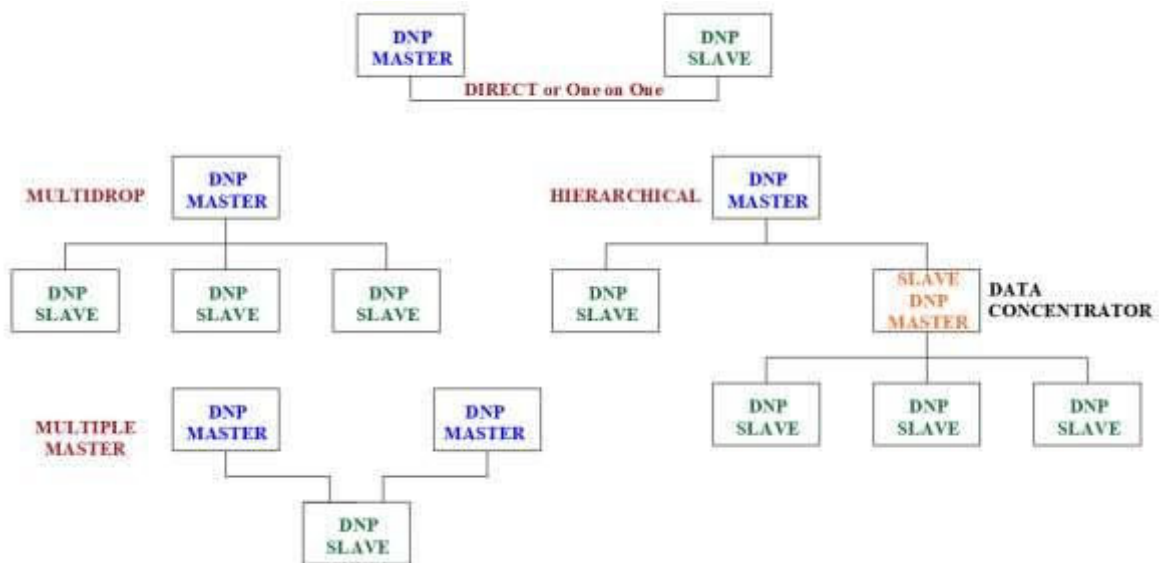 DNP
MASTER
DNP
SLAVE
DIRECT or One on One
MULTIDROP
DNP
MASTER
DNP
SLAVE
DNP
SLAVE
DNP
SLAVE
HIERARCHICAL
DNP
MASTER
DNP
SLAVE
SLAVE
DNP
MASTER
DATA
CONCENTRATOR
DNP
SLAVE
DNP
SLAVE
DNP
SLAVE
MULTIPLE
MASTER
DNP
MASTER
DNP
MASTER
DNP
SLAVE